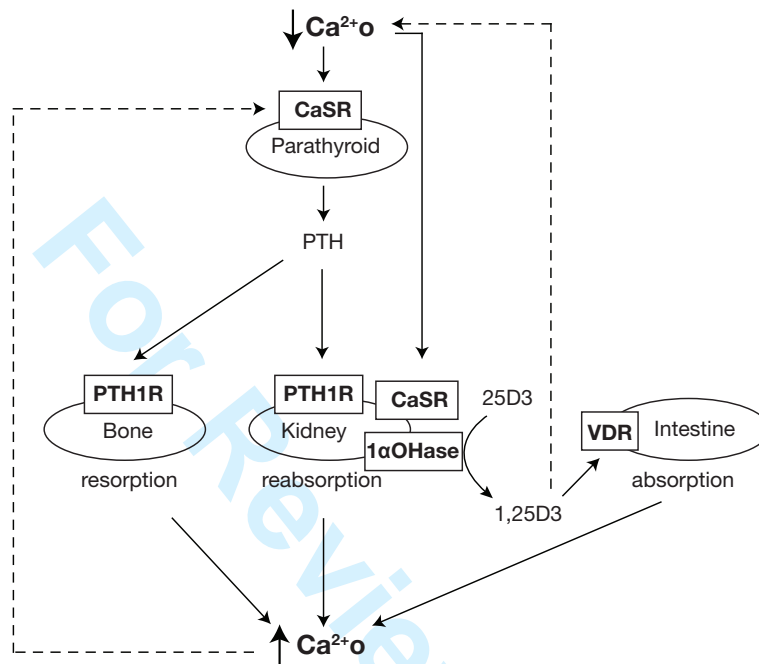 Ca²⁺o
CaSR
Parathyroid
PTH
PTH1R
Bone
resorption
PTH1R
Kidney
reabsorption
CaSR
1αOHase
25D3
1,25D3
VDR
Intestine
absorption
Ca²⁺o
For Review